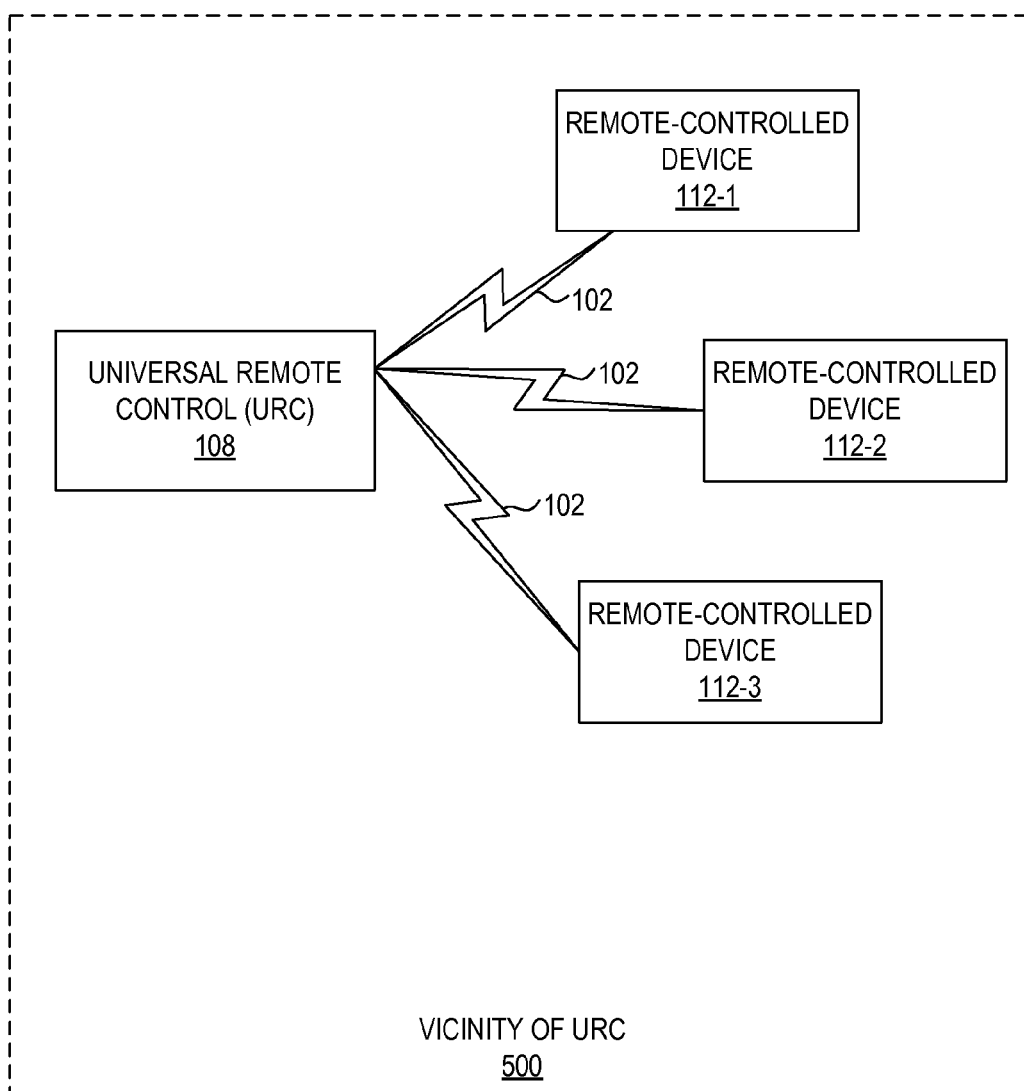 REMOTE-CONTROLLED
DEVICE
112-1
102
UNIVERSAL REMOTE
CONTROL (URC)
108
102
REMOTE-CONTROLLED
DEVICE
112-2
102
REMOTE-CONTROLLED
DEVICE
112-3
VICINITY OF URC
500